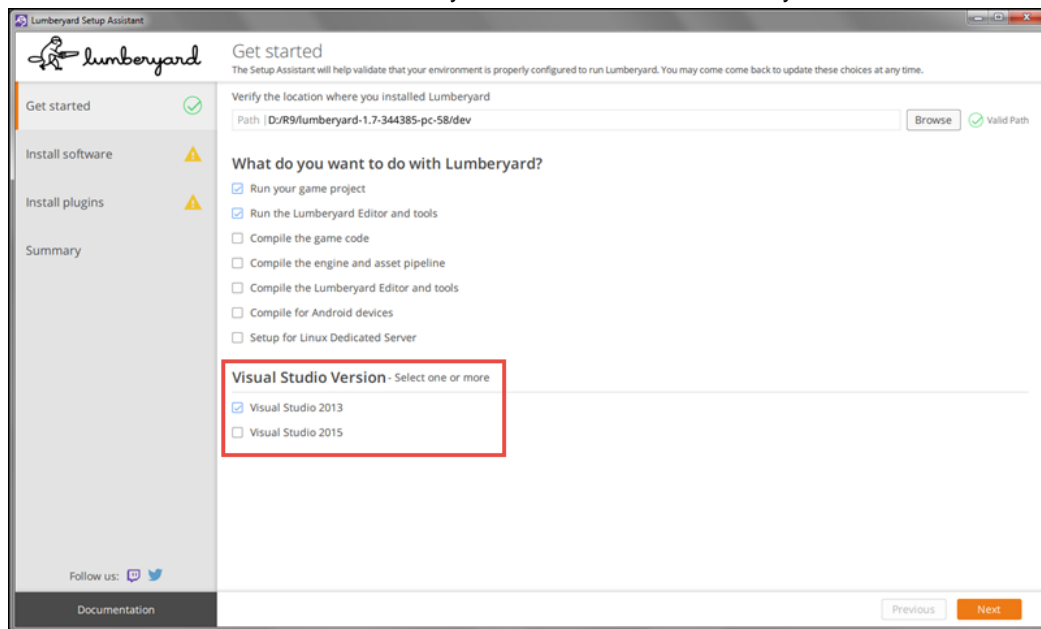 Lumberyard Setup Assistant
lumberyard
Get started
The Setup Assistant will help validate that your environment is properly configured to run Lumberyard. You may come come back to update these choices at any time.
Get started
Install software
Install plugins
Summary
Verify the location where you installed Lumberyard
Path | D:/R9/lumberyard-1.7-344385-pc-58/dev
Browse
Valid Path
What do you want to do with Lumberyard?
Run your game project
Run the Lumberyard Editor and tools
Compile the game code
Compile the engine and asset pipeline
Compile the Lumberyard Editor and tools
Compile for Android devices
Setup for Linux Dedicated Server
Visual Studio Version - Select one or more
Visual Studio 2013
Visual Studio 2015
Follow us:
Documentation
Previous
Next